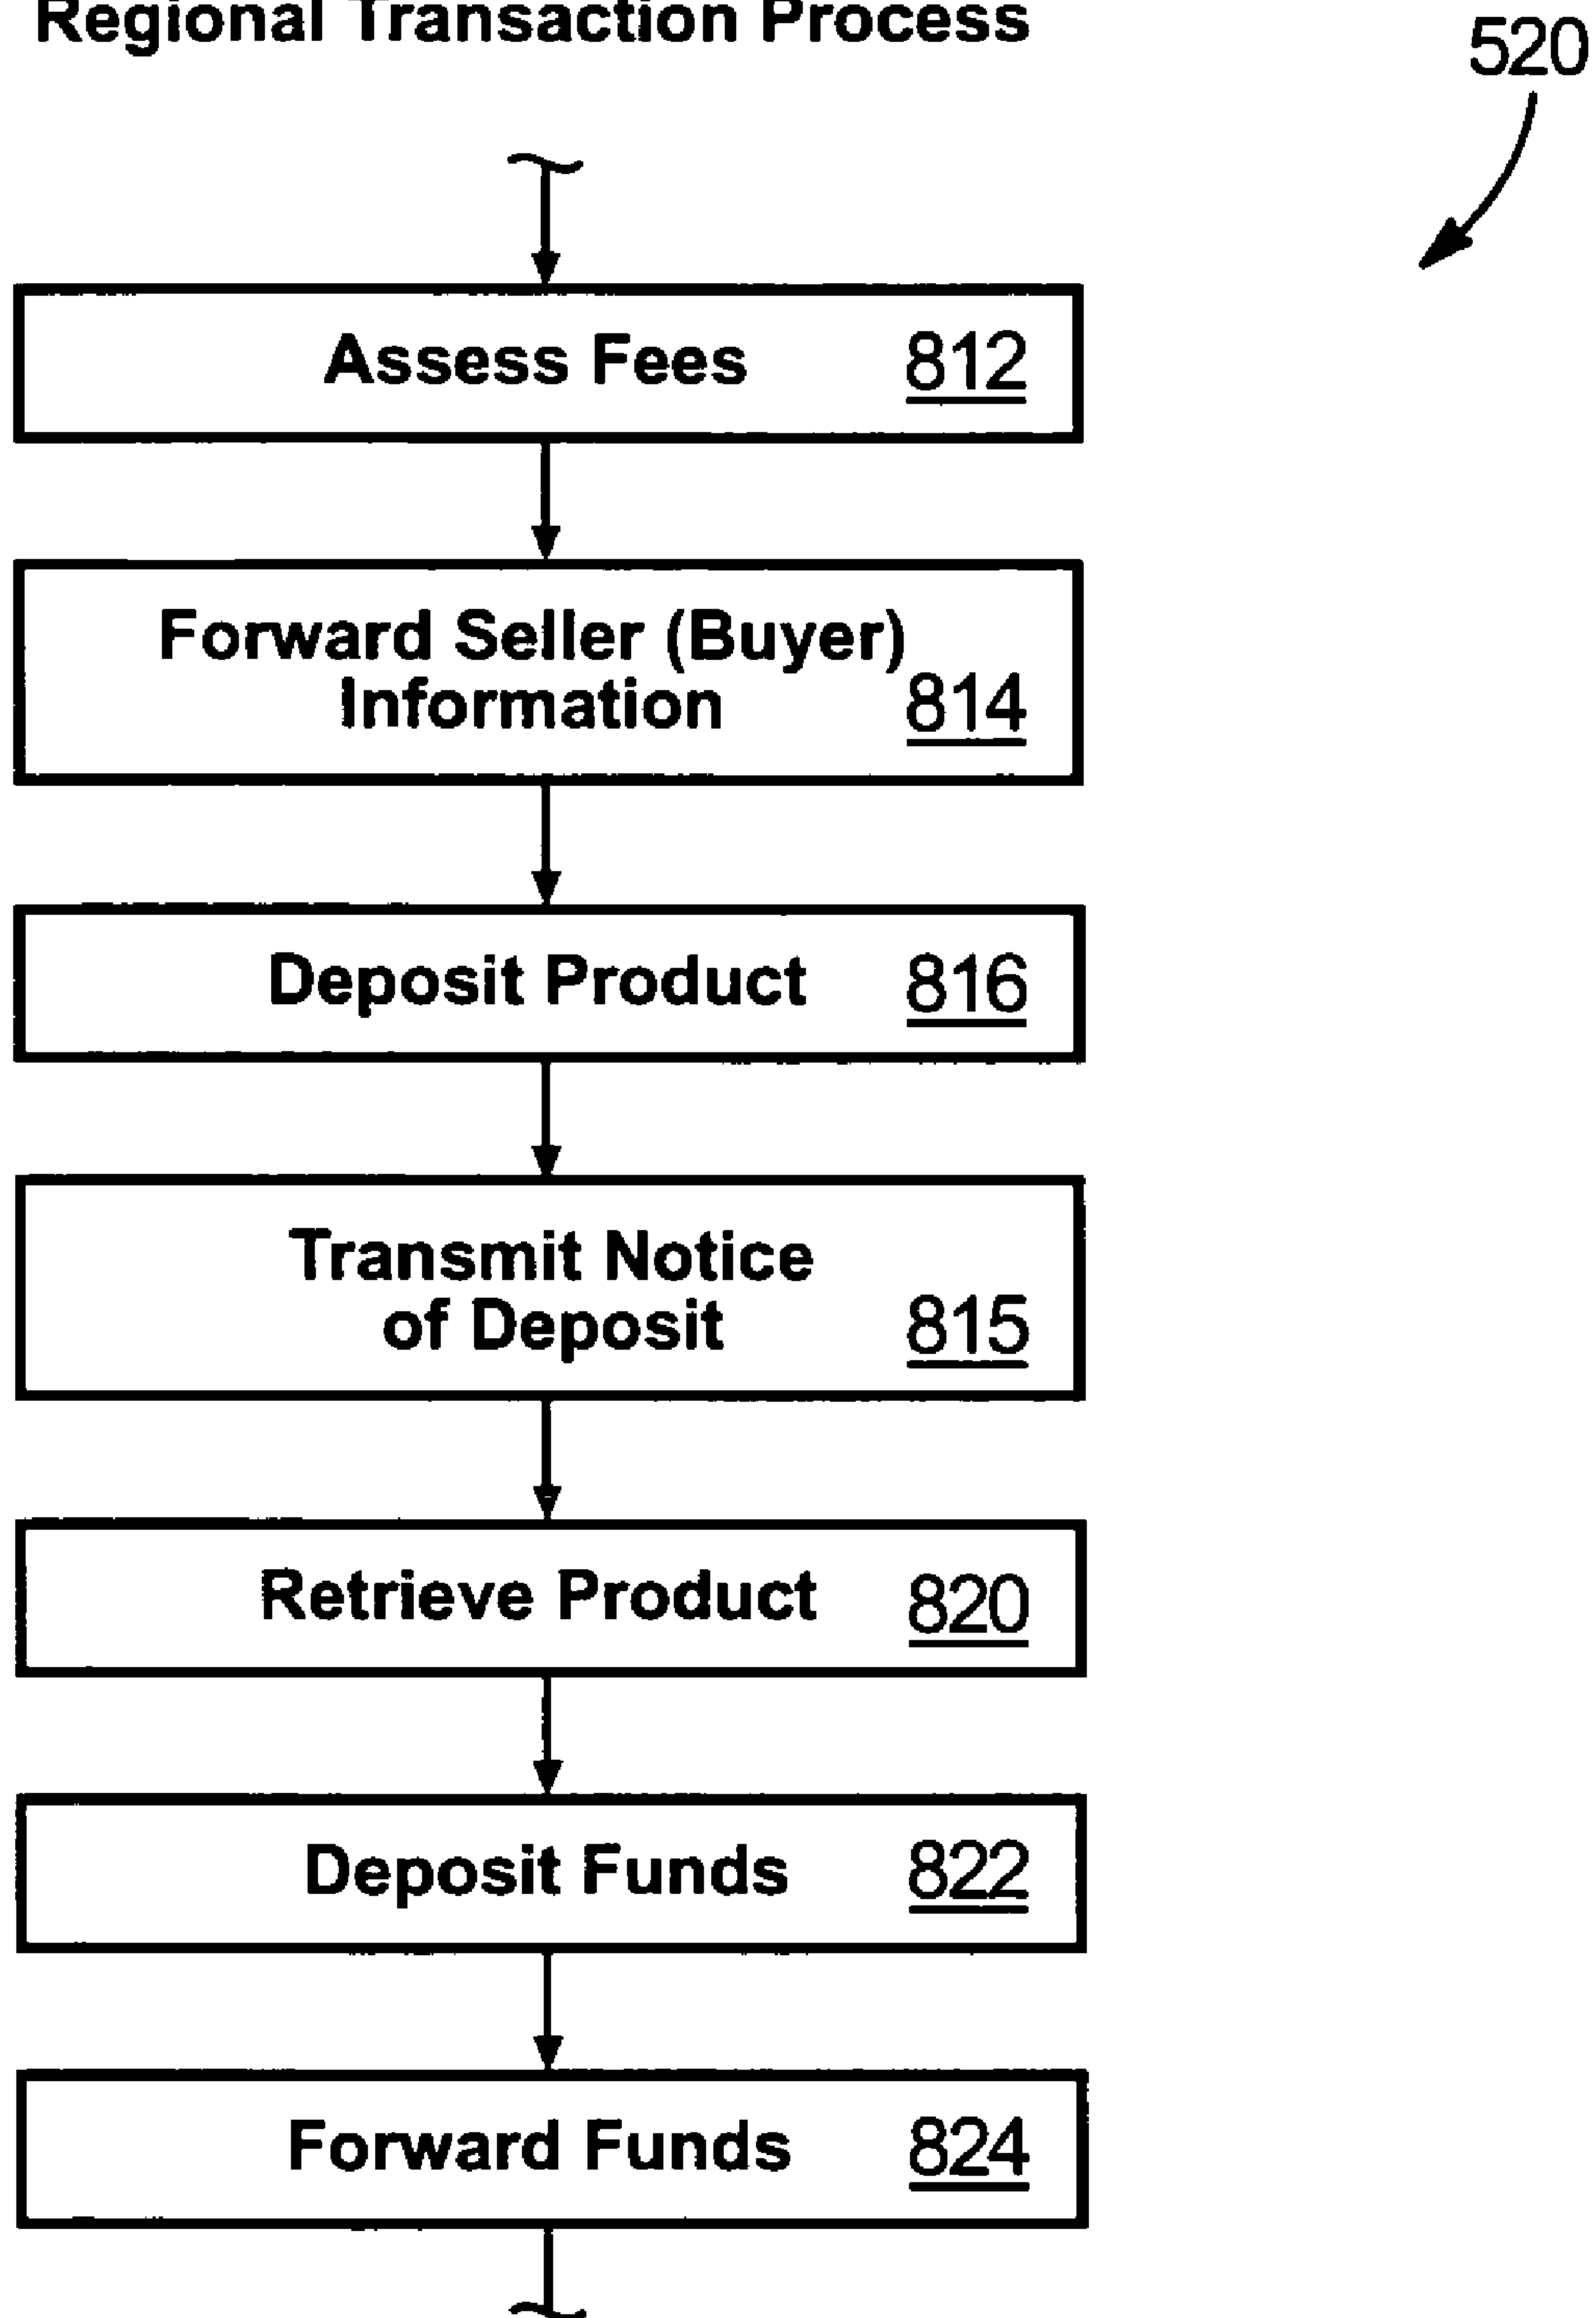 Regional Transaction Process
520
Assess Fees 812
Forward Seller (Buyer)
Information 814
Deposit Product 816
Transmit Notice
of Deposit 815
Retrieve Product 820
Deposit Funds 822
Forward Funds 824